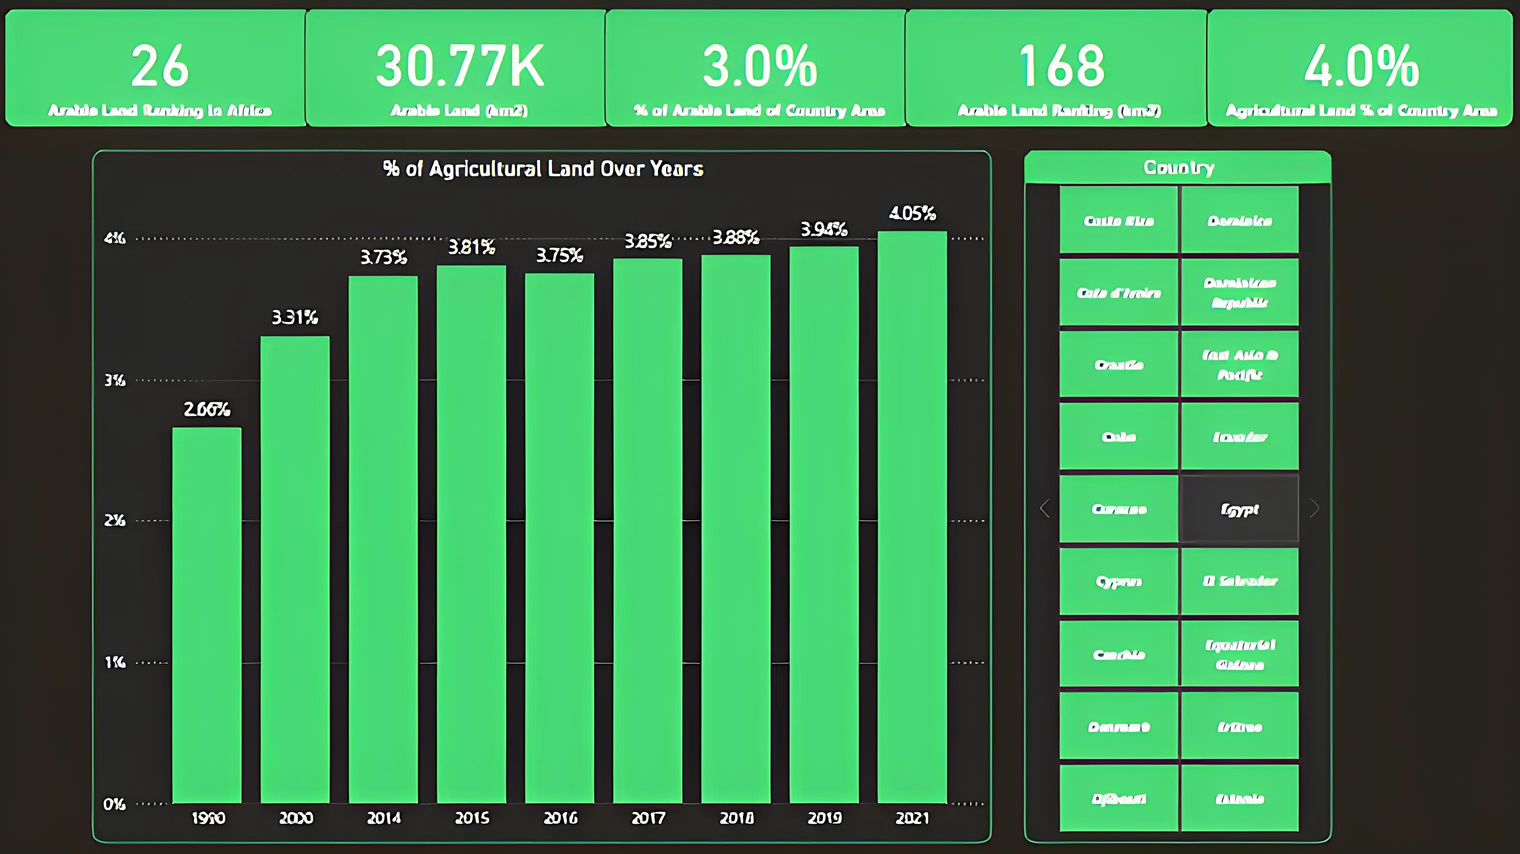 26
Arable Land Ranking in Africa
30.77K
Arable Land (km2)
3.0%
% of Arable Land of Country Area
168
Arable Land Ranking (km2)
4.0%
Agricultural Land % of Country Area
% of Agricultural Land Over Years
4%
3%
2%
1%
0%
2.66%
3.31%
3.73%
3.81%
3.75%
3.85%
3.88%
3.94%
4.05%
1990
2000
2014
2015
2016
2017
2018
2019
2021
Country
Costa Rica
Dominica
Cote d'Ivoire
Dominican
Republic
Croatia
East Asia &
Pacific
Cuba
Ecuador
Curacao
Egypt
Cyprus
El Salvador
Equatorial
Guinea
Denmark
Eritrea
Djibouti
Estonia